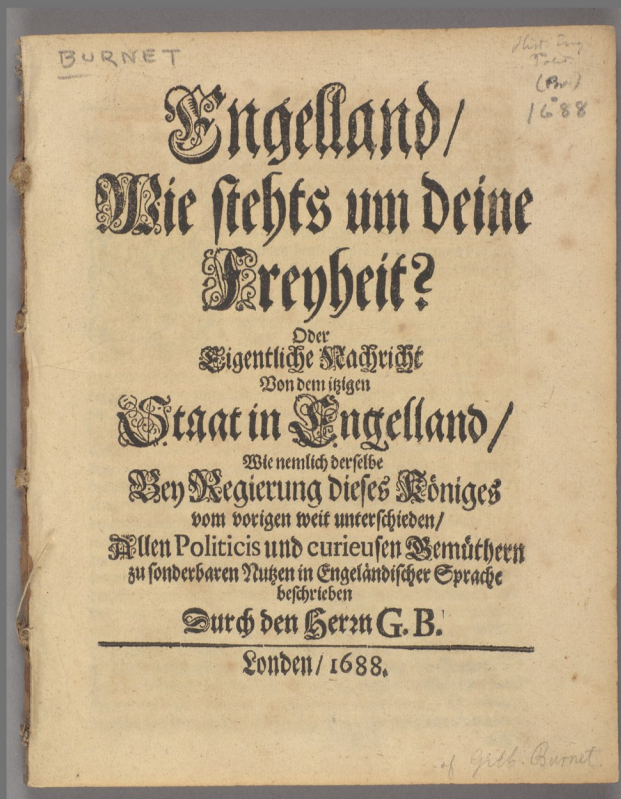 BURNET
(Br.)
1688
Engelland/
Wie stehts um deine
Freyheit?
Oder
Eigentliche Nachricht
Von dem itzigen
Staat in Engelland/
Wie nemlich derselbe
Bey Regierung dieses Königes
vom vorigen weit unterschieden/
Allen Politicis und curieusen Gemüthern
zu sonderbaren Nutzen in Engeländischer Sprache
beschrieben
Durch den Herrn G. B.
Londen/ 1688.
of Gilb. Burnet.